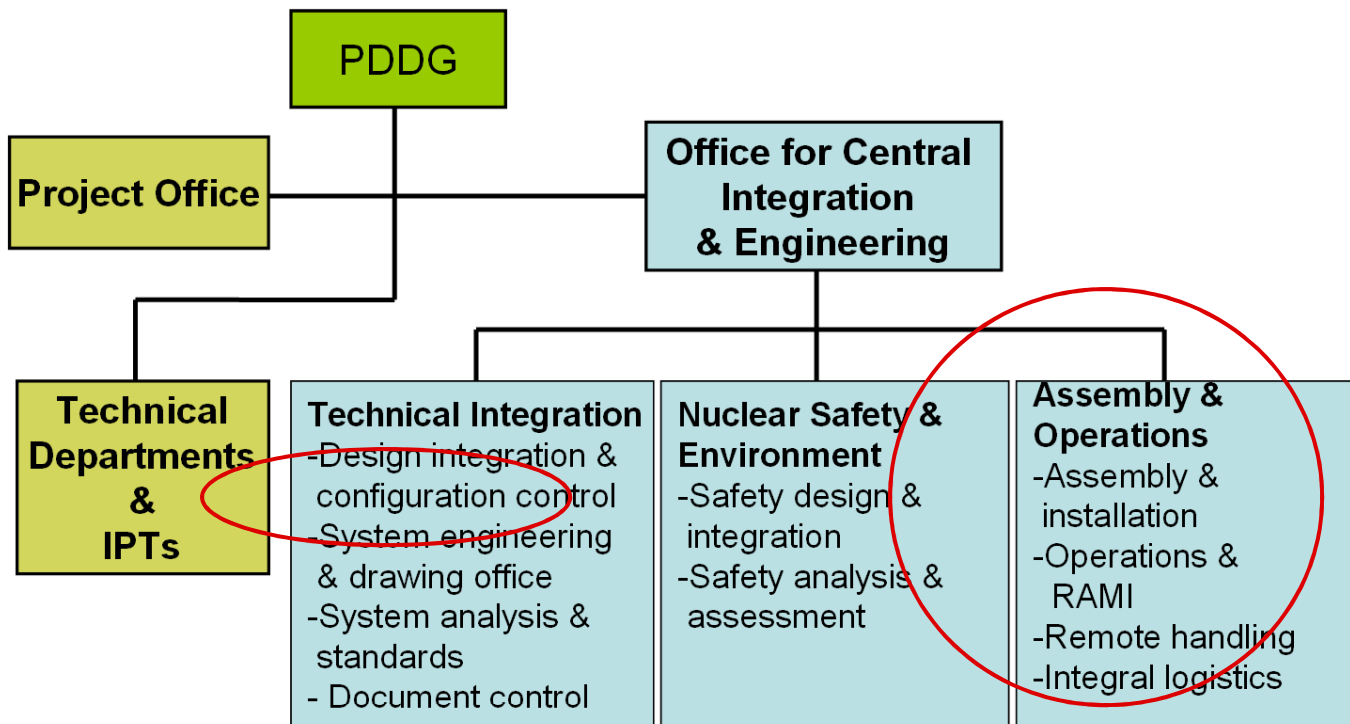 PDDG
Project Office
Office for Central
Integration
& Engineering
Technical
Departments
&
IPTs
Technical Integration
-Design integration &
configuration control
-System engineering
& drawing office
-System analysis &
standards
- Document control
Nuclear Safety &
Environment
-Safety design &
integration
-Safety analysis &
assessment
Assembly &
Operations
-Assembly &
installation
-Operations &
RAMI
-Remote handling
-Integral logistics